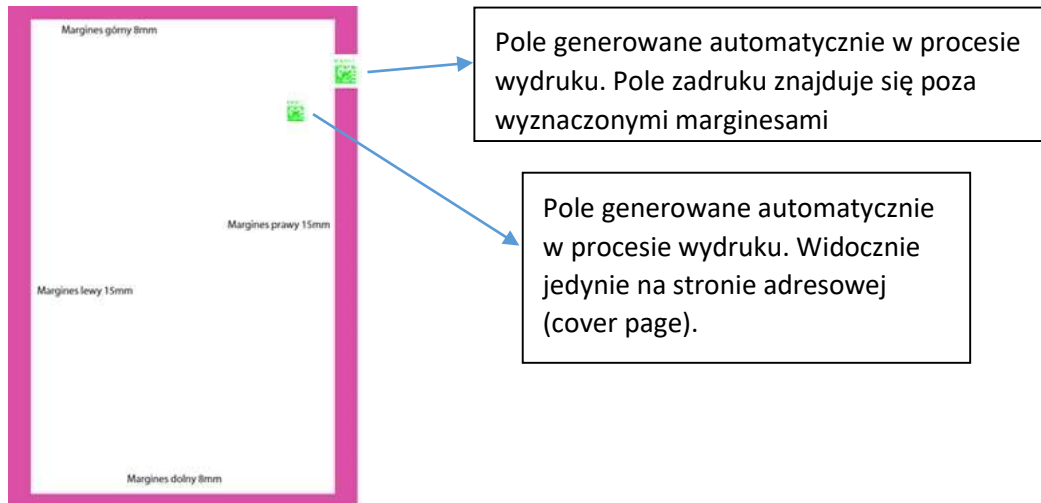 Margines górny 8mm
Pole generowane automatycznie w procesie
wydruku. Pole zadruku znajduje się poza
wyznaczonymi marginesami
Pole generowane automatycznie
w procesie wydruku. Widocznie
jedynie na stronie adresowej
(cover page).
Margines prawy 15mm
Margines lewy 15mm
Margines dolny 8mm